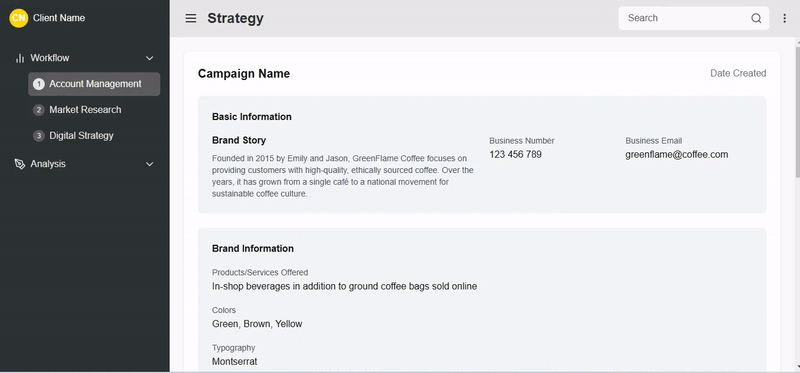 CN Client Name
Strategy
Search
Workflow
1 Account Management
2 Market Research
3 Digital Strategy
Analysis
Campaign Name
Date Created
Basic Information
Brand Story
Founded in 2015 by Emily and Jason, GreenFlame Coffee focuses on
providing customers with high-quality, ethically sourced coffee. Over the
years, it has grown from a single café to a national movement for
sustainable coffee culture.
Business Number
123 456 789
Business Email
greenflame@coffee.com
Brand Information
Products/Services Offered
In-shop beverages in addition to ground coffee bags sold online
Colors
Green, Brown, Yellow
Typography
Montserrat